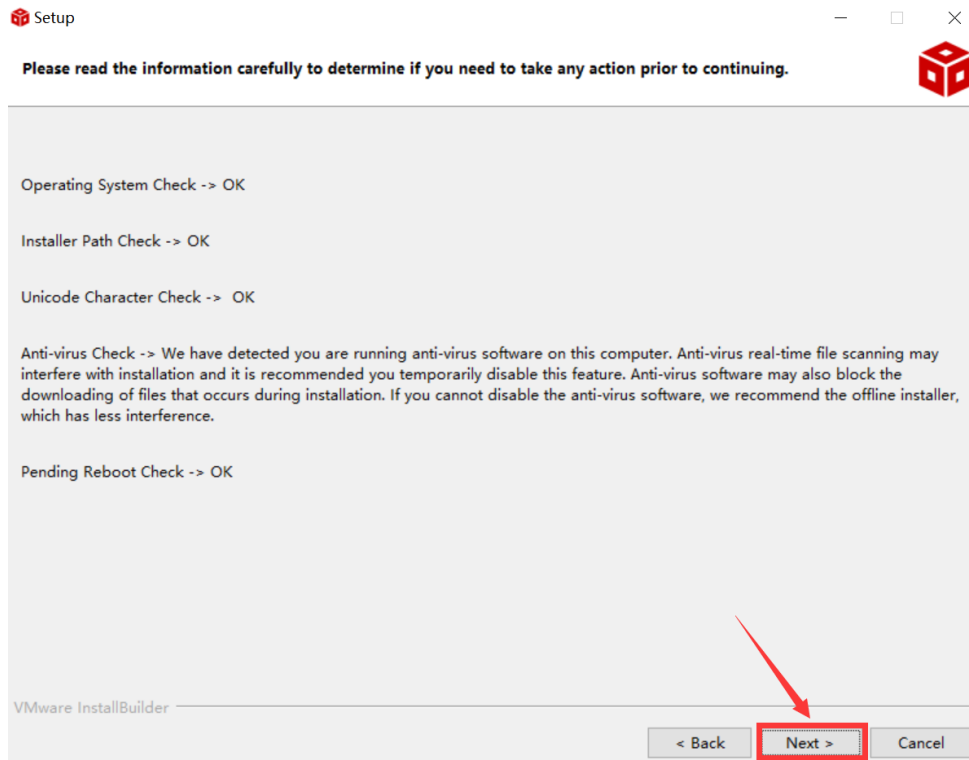 Setup
Please read the information carefully to determine if you need to take any action prior to continuing.
Operating System Check -> OK
Installer Path Check -> OK
Unicode Character Check ->  OK
Anti-virus Check -> We have detected you are running anti-virus software on this computer. Anti-virus real-time file scanning may
interfere with installation and it is recommended you temporarily disable this feature. Anti-virus software may also block the
downloading of files that occurs during installation. If you cannot disable the anti-virus software, we recommend the offline installer,
which has less interference.
Pending Reboot Check -> OK
VMware InstallBuilder
< Back Next > Cancel